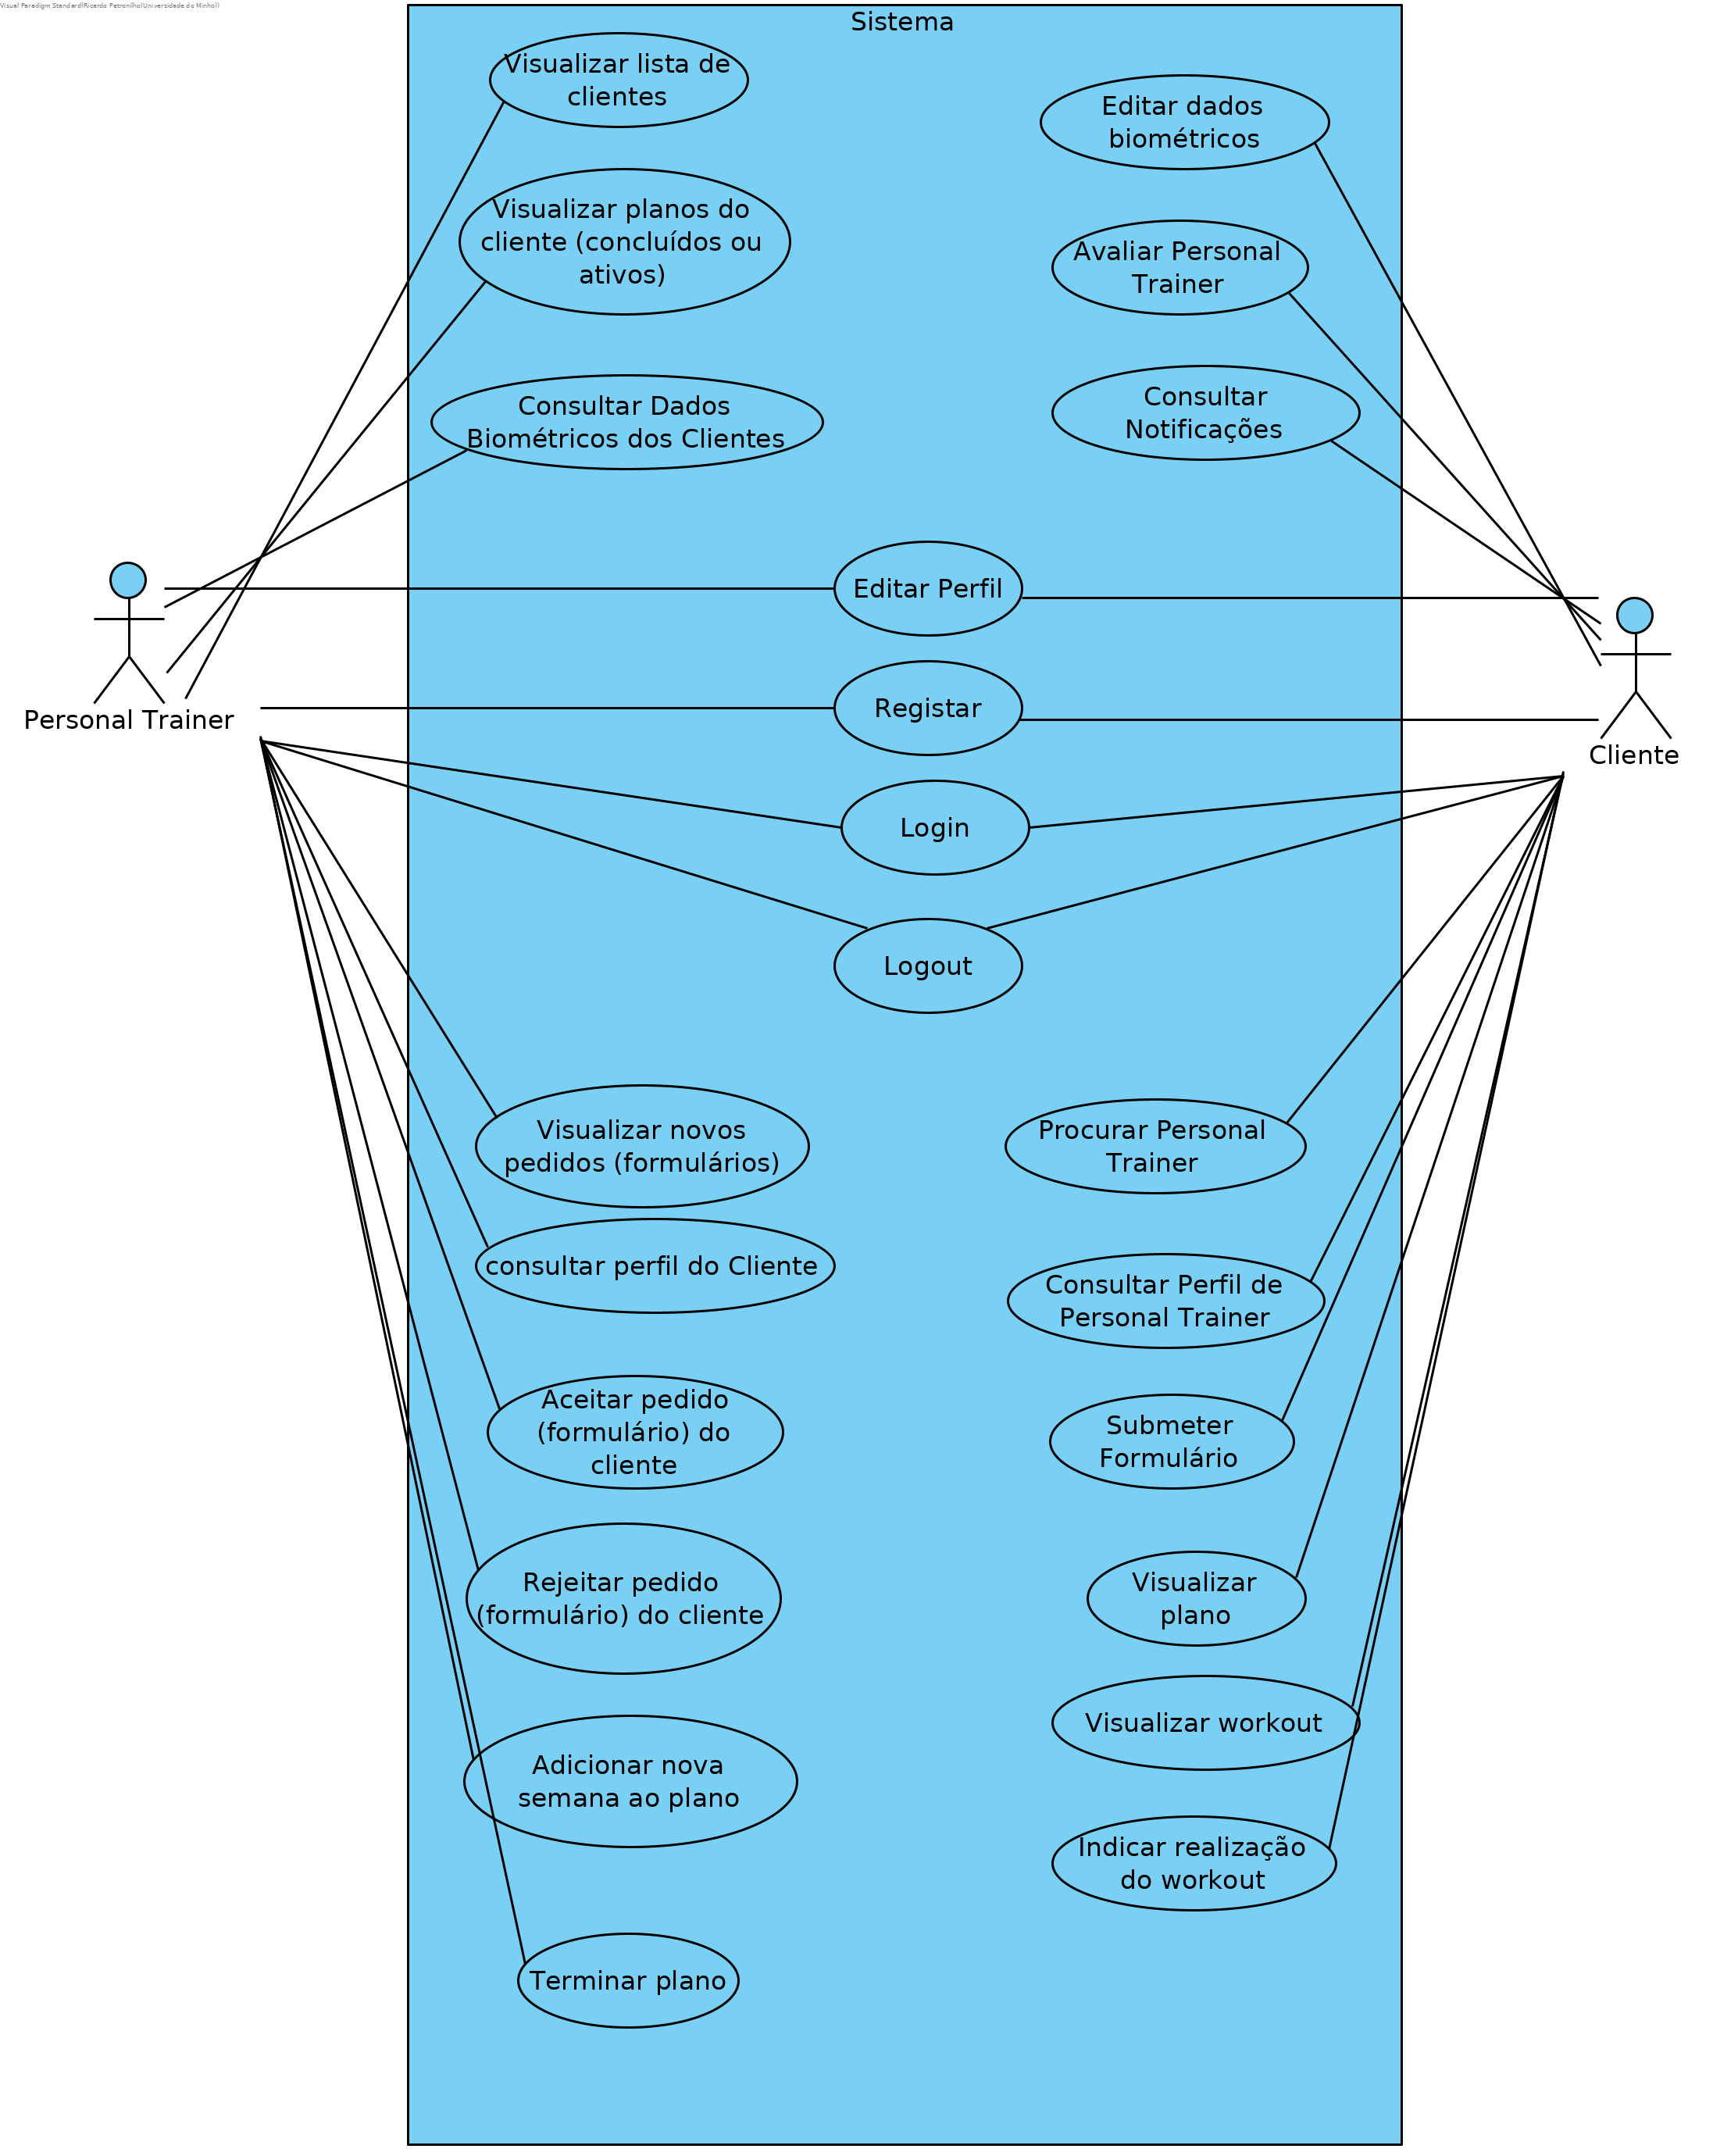 Visual Paradigm Standard(Ricardo Petronilho(Universidade do Minho))
Sistema
Visualizar lista de
clientes
Editar dados
biométricos
Visualizar planos do
cliente (concluídos ou
ativos)
Avaliar Personal
Trainer
Consultar Dados
Biométricos dos Clientes
Consultar
Notificações
Editar Perfil
Personal Trainer
Registar
Cliente
Login
Logout
Visualizar novos
pedidos (formulários)
Procurar Personal
Trainer
consultar perfil do Cliente
Consultar Perfil de
Personal Trainer
Aceitar pedido
(formulário) do
cliente
Submeter
Formulário
Rejeitar pedido
(formulário) do cliente
Visualizar
plano
Visualizar workout
Adicionar nova
semana ao plano
Indicar realização
do workout
Terminar plano